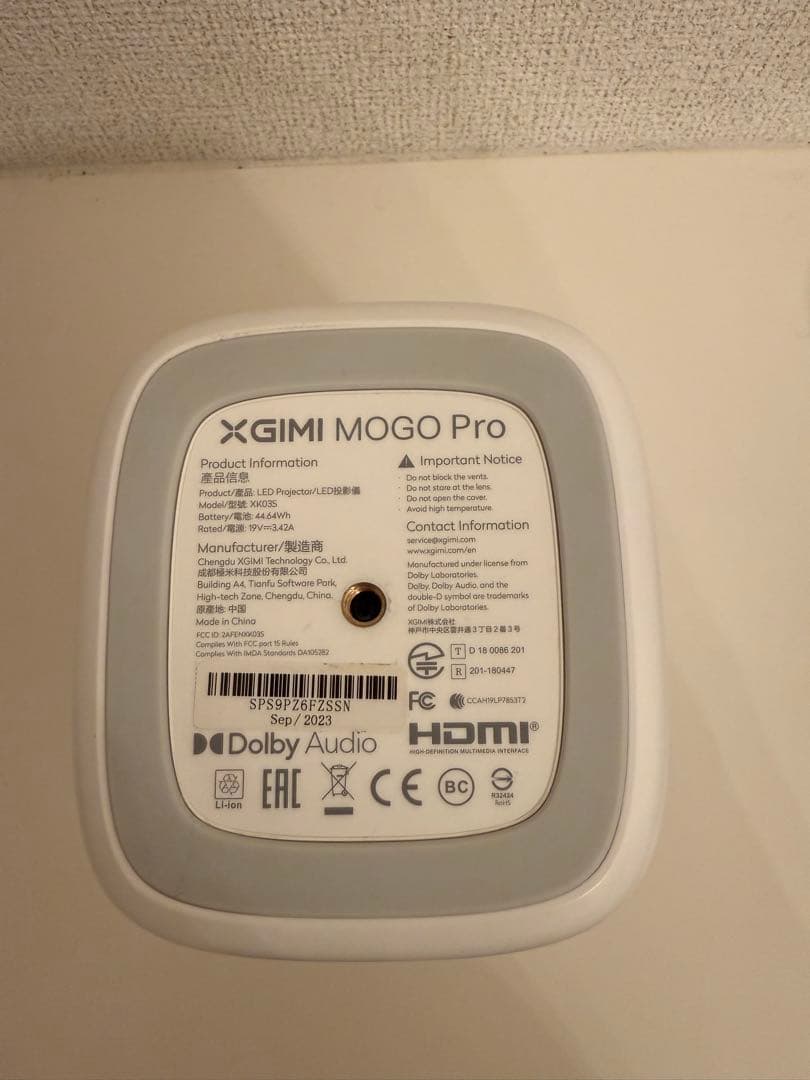 XGIMI MOGO Pro
Product Information
產品信息
Product/產品: LED Projector/LED投影儀
Model/型號: XK03S
Battery/電池: 44.64Wh
Rated/電源: 19V⎓3.42A
Manufacturer/製造商
Chengdu XGIMI Technology Co., Ltd.
成都極米科技股份有限公司
Building A4, Tianfu Software Park,
High-tech Zone, Chengdu, China.
原產地: 中国
Made in China
FCC ID: 2AFENXK03S
Complies With FCC part 15 Rules
Complies With IMDA Standards DA105282
SPS9PZ6FZSSN
Sep/2023
Dolby Audio
Important Notice
· Do not block the vents.
· Do not stare at the lens.
· Do not open the cover.
· Avoid high temperature.
Contact Information
service@xgimi.com
www.xgimi.com/en
Manufactured under license from
Dolby Laboratories.
Dolby, Dolby Audio, and the
double-D symbol are trademarks
of Dolby Laboratories.
XGIMI株式会社
神戸市中央区雲井通3丁目2番3号
T D 18 0086 201
R 201-180447
FC CCAH19LP7853T2
HDMI®
HIGH-DEFINITION MULTIMEDIA INTERFACE
Li-ion
EAC
CE
BC
R32424
RoHS